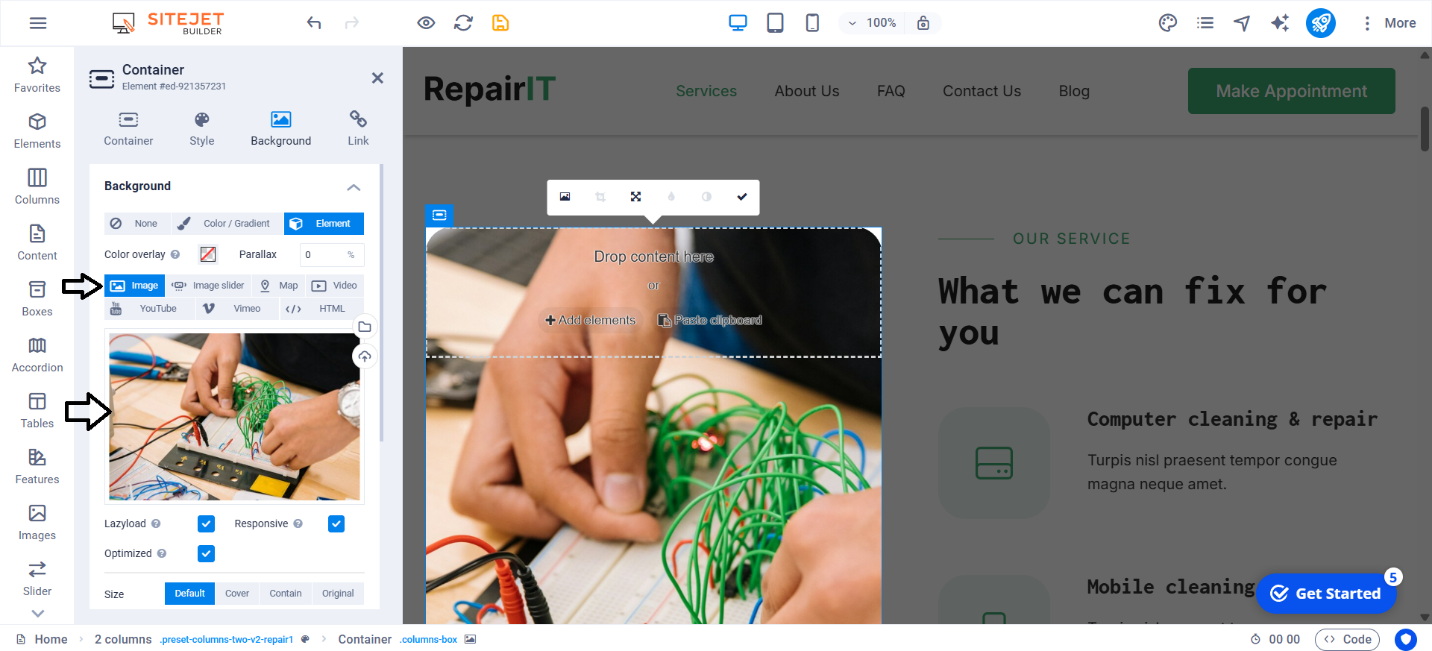 SITEJET
BUILDER
100%
More
Favorites
Elements
Columns
Content
Boxes
Accordion
Tables
Features
Images
Slider
Container
Element #ed-921357231
Container
Style
Background
Link
Background
None
Color / Gradient
Element
Color overlay
Parallax
0
%
Image
Image slider
Map
Video
YouTube
Vimeo
HTML
Lazyload
Responsive
Optimized
Size
Default
Cover
Contain
Original
RepairIT
Services
About Us
FAQ
Contact Us
Blog
Make Appointment
Drop content here
or
Add elements
Paste clipboard
OUR SERVICE
What we can fix for
you
Computer cleaning & repair
Turpis nisl praesent tempor congue
magna neque amet.
Mobile cleaning
Get Started
5
Home
2 columns
.preset-columns-two-v2-repair1
Container
.columns-box
00 00
Code